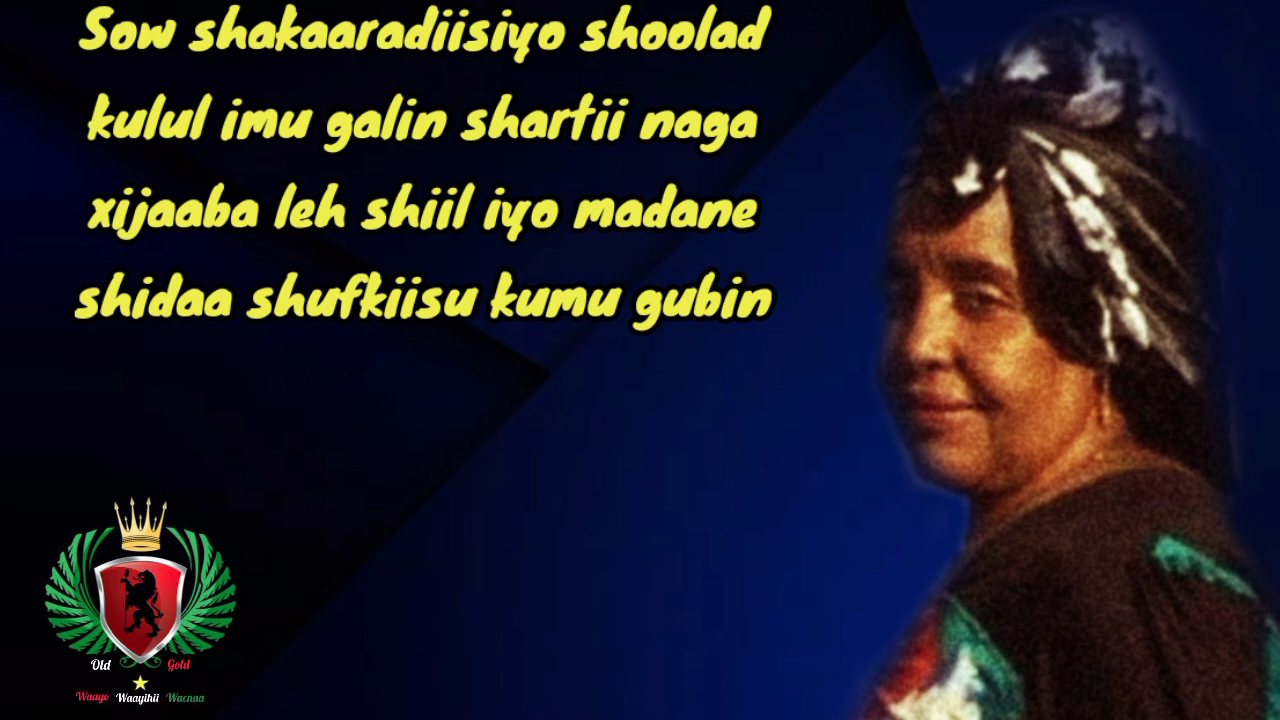 Sow shakaaradiisiyo shoolad
kulul imu galin shartii naga
xijaaba leh shiil iyo madane
shidaa shufkiisu kumu gubin
Old Gold
Waayo Waayihii Wacnaa